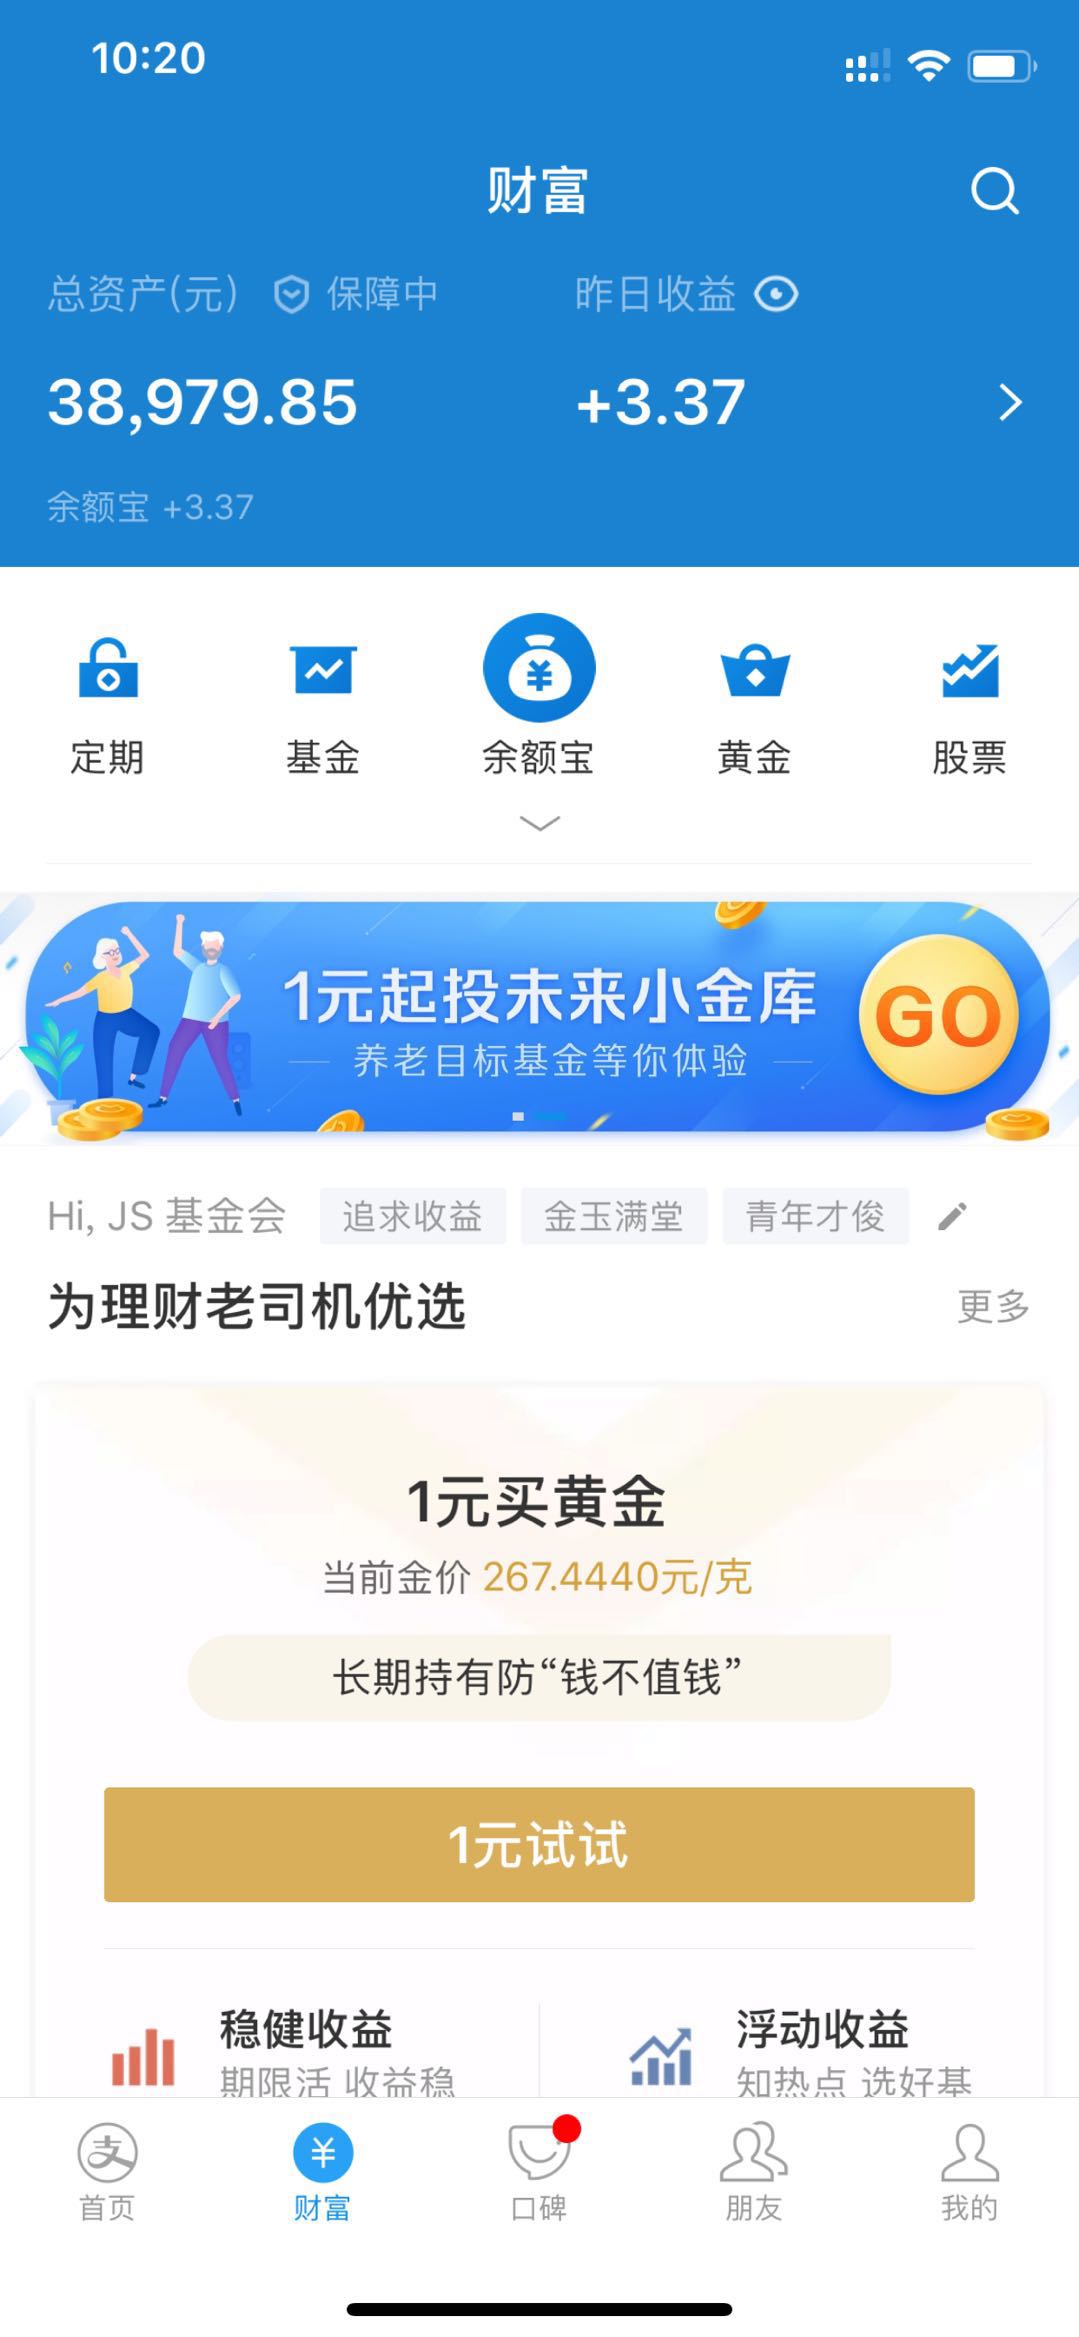 10:20
财富
总资产(元) 保障中 昨日收益
38,979.85 +3.37
余额宝 +3.37
定期 基金 余额宝 黄金 股票
1元起投未来小金库
养老目标基金等你体验
GO
Hi, JS 基金会 追求收益 金玉满堂 青年才俊
为理财老司机优选 更多
1元买黄金
当前金价 267.4440元/克
长期持有防“钱不值钱”
1元试试
稳健收益 浮动收益
期限活 收益稳 知热点 选好基
首页 财富 口碑 朋友 我的